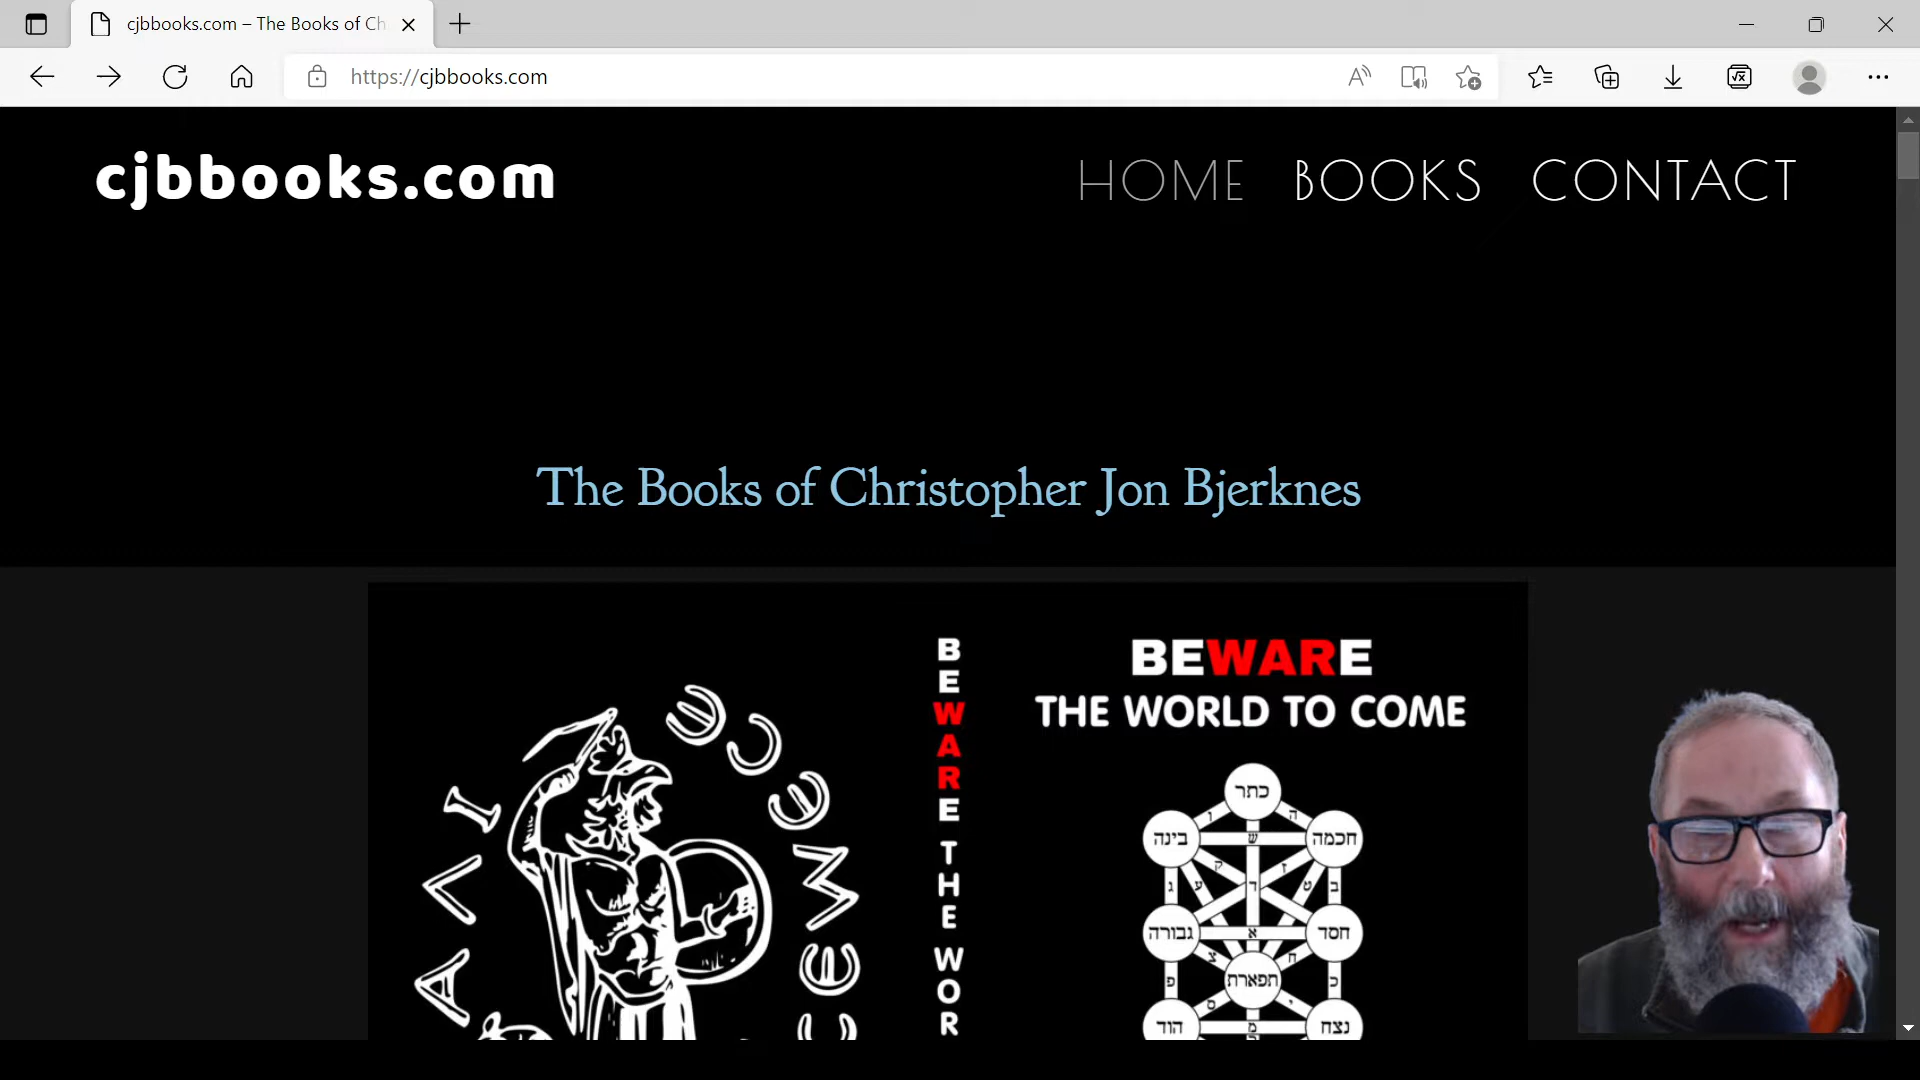 cjbbooks.com – The Books of Ch
https://cjbbooks.com
cjbbooks.com
HOME BOOKS CONTACT
The Books of Christopher Jon Bjerknes
BEWARE THE WOR
BEWARE
THE WORLD TO COME
כתר
ו ה
בינה ש חכמה
ק ז
ג ע ד ט ב
גבורה א חסד
צ ח
פ תפארת כ
ס י
הוד מ נצח